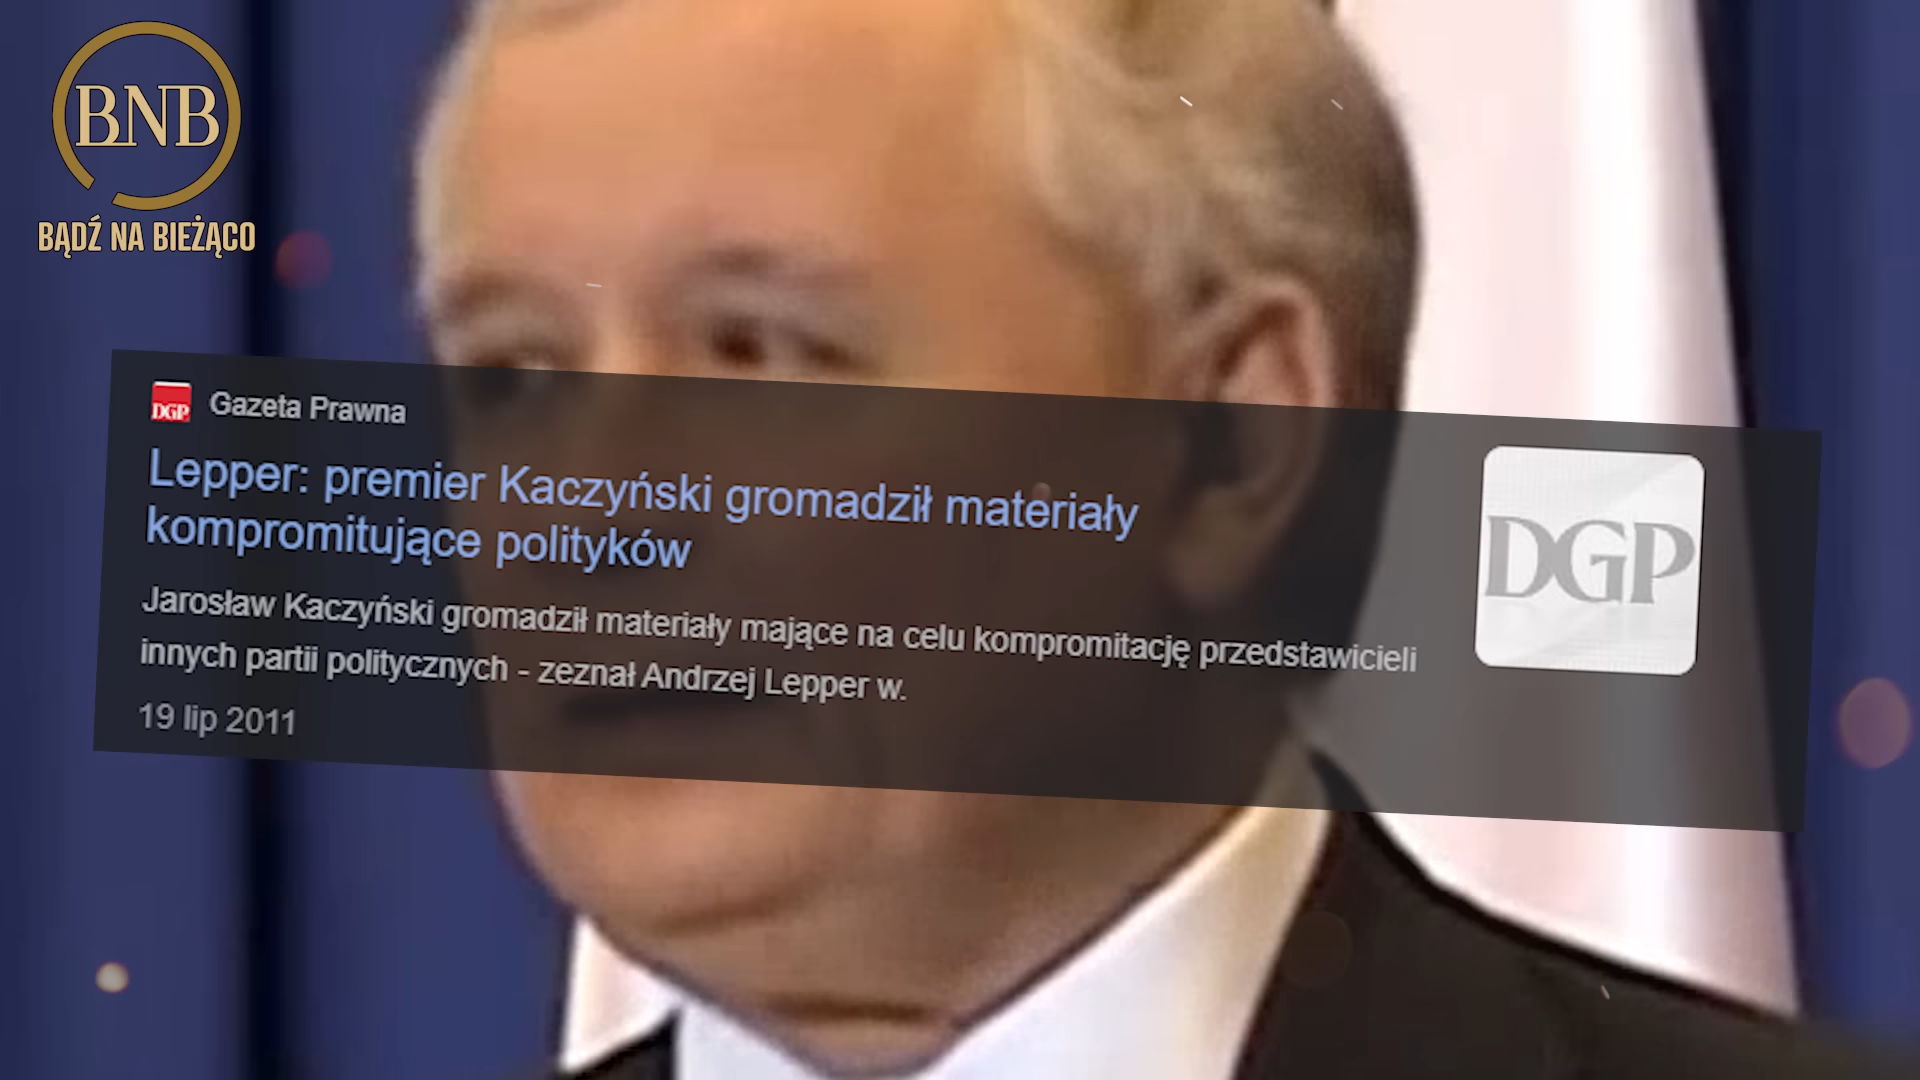 BNB
BĄDŹ NA BIEŻĄCO
DGP
Gazeta Prawna
Lepper: premier Kaczyński gromadził materiały
kompromitujące polityków
Jarosław Kaczyński gromadził materiały mające na celu kompromitację przedstawicieli
innych partii politycznych - zeznał Andrzej Lepper w.
19 lip 2011
DGP